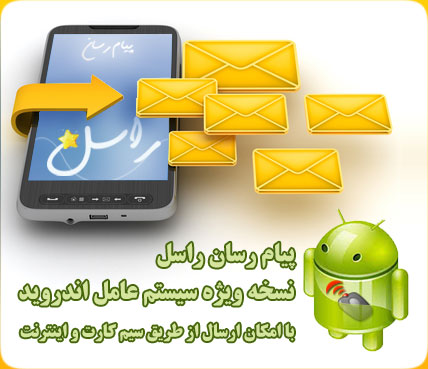 پیام رسان
راسل
پیام رسان راسل
نسخه ویژه سیستم عامل اندروید
با امکان ارسال از طریق سیم کارت و اینترنت